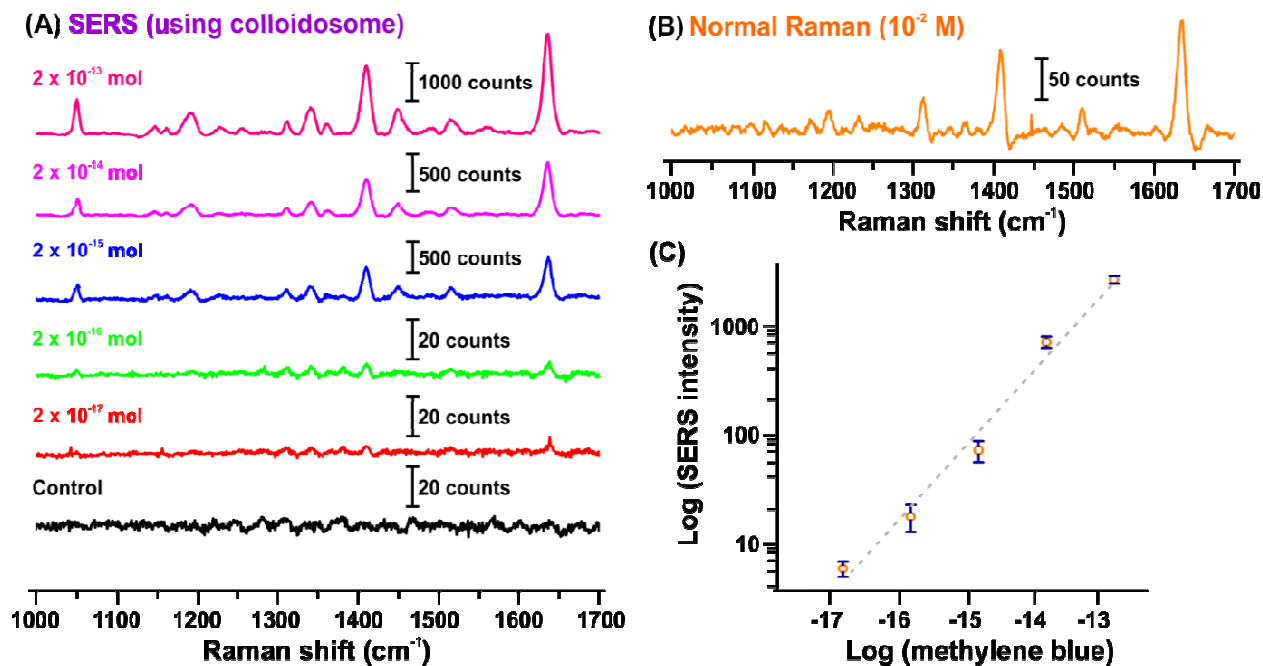 (A) SERS (using colloidosome)
2 x 10⁻¹³ mol
1000 counts
2 x 10⁻¹⁴ mol
500 counts
2 x 10⁻¹⁵ mol
500 counts
2 x 10⁻¹⁶ mol
20 counts
2 x 10⁻¹⁷ mol
20 counts
Control
20 counts
1000 1100 1200 1300 1400 1500 1600 1700
Raman shift (cm⁻¹)
(B) Normal Raman (10⁻² M)
50 counts
1000 1100 1200 1300 1400 1500 1600 1700
Raman shift (cm⁻¹)
(C)
Log (SERS intensity)
1000
100
10
-17 -16 -15 -14 -13
Log (methylene blue)